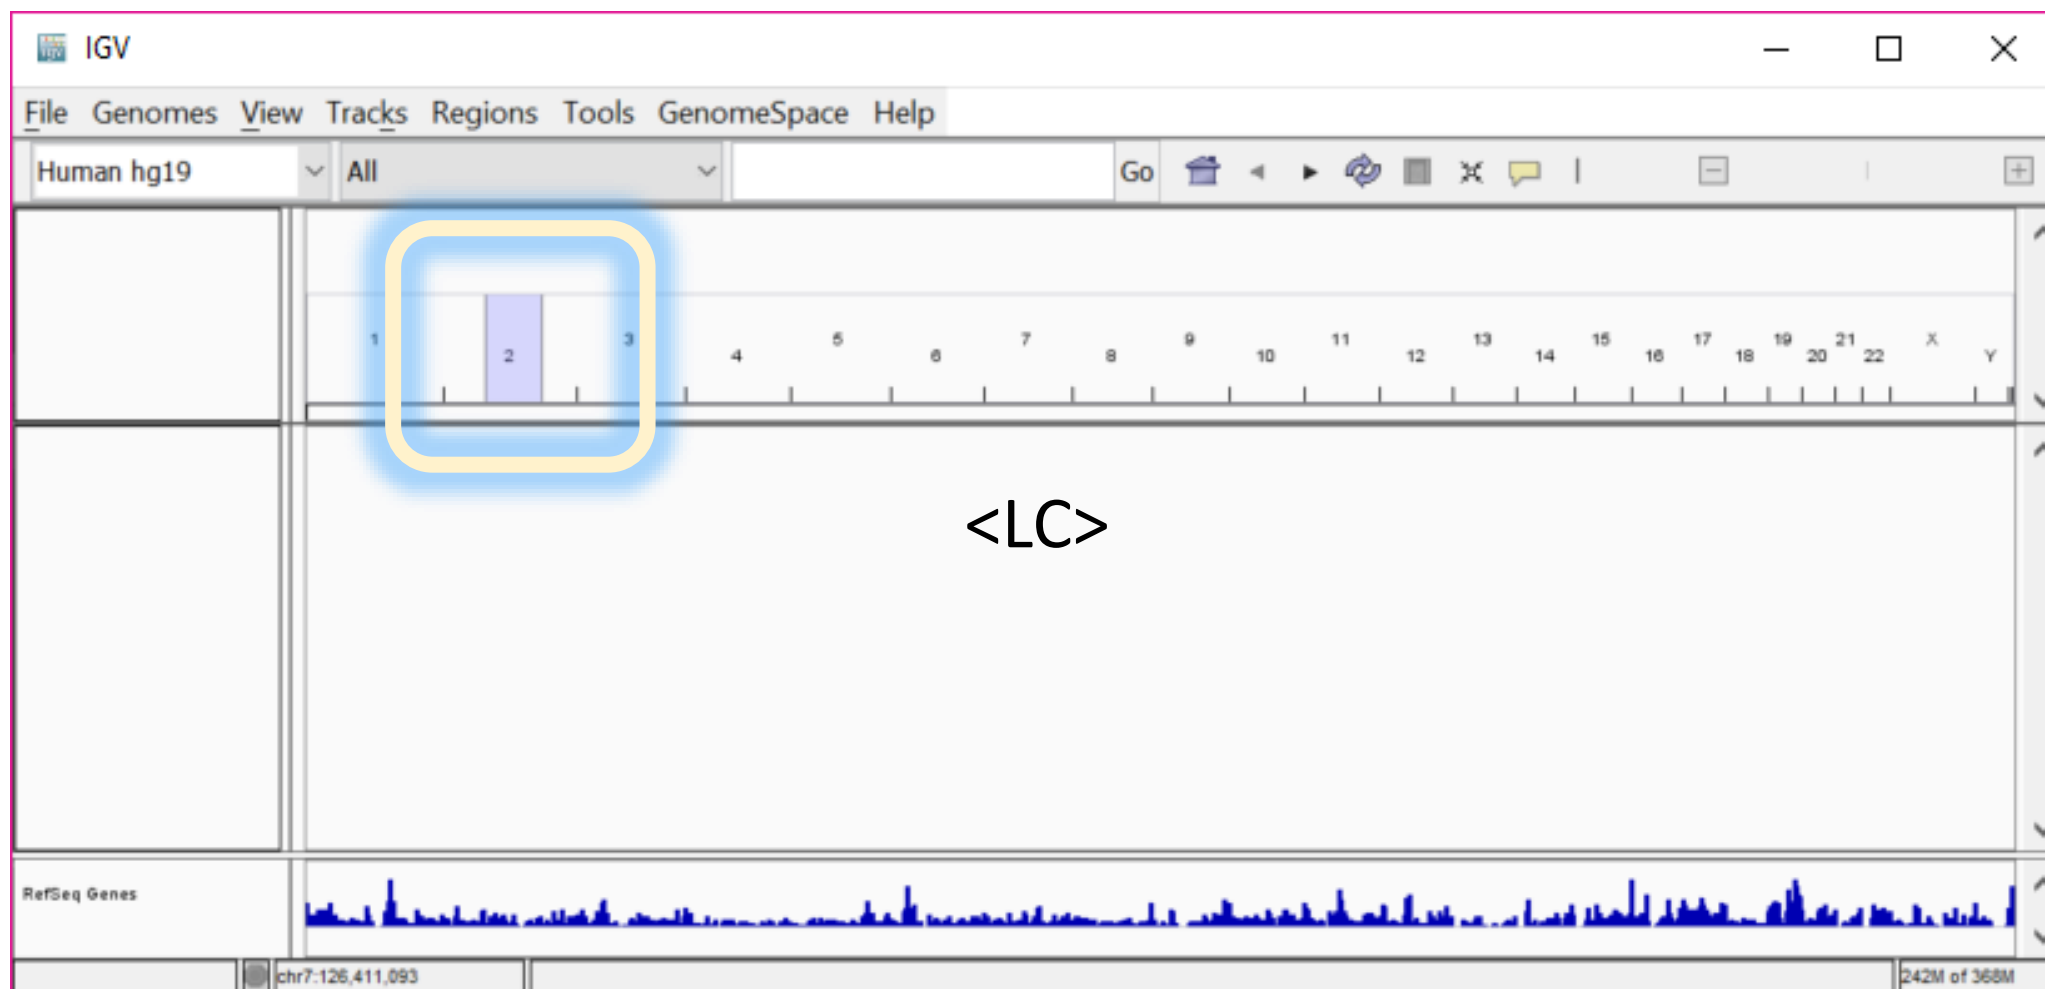 IGV
File Genomes View Tracks Regions Tools GenomeSpace Help
Human hg19 All Go
1 2 3 4 5 6 7 8 9 10 11 12 13 14 15 16 17 18 19 20 21 22 X Y
<LC>
RefSeq Genes
chr7:126,411,093 242M of 368M